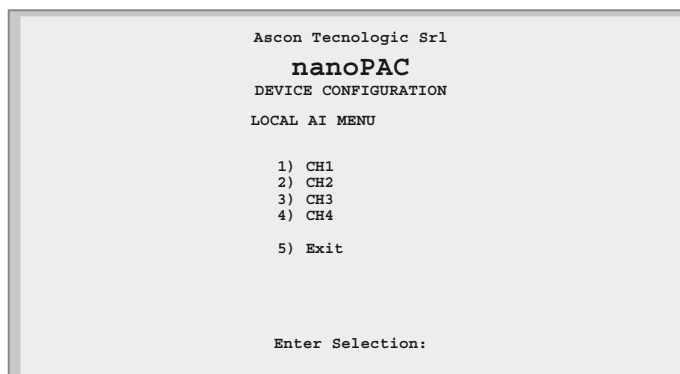 Ascon Tecnologic Srl
nanoPAC
DEVICE CONFIGURATION
LOCAL AI MENU
1) CH1
2) CH2
3) CH3
4) CH4
5) Exit
Enter Selection: